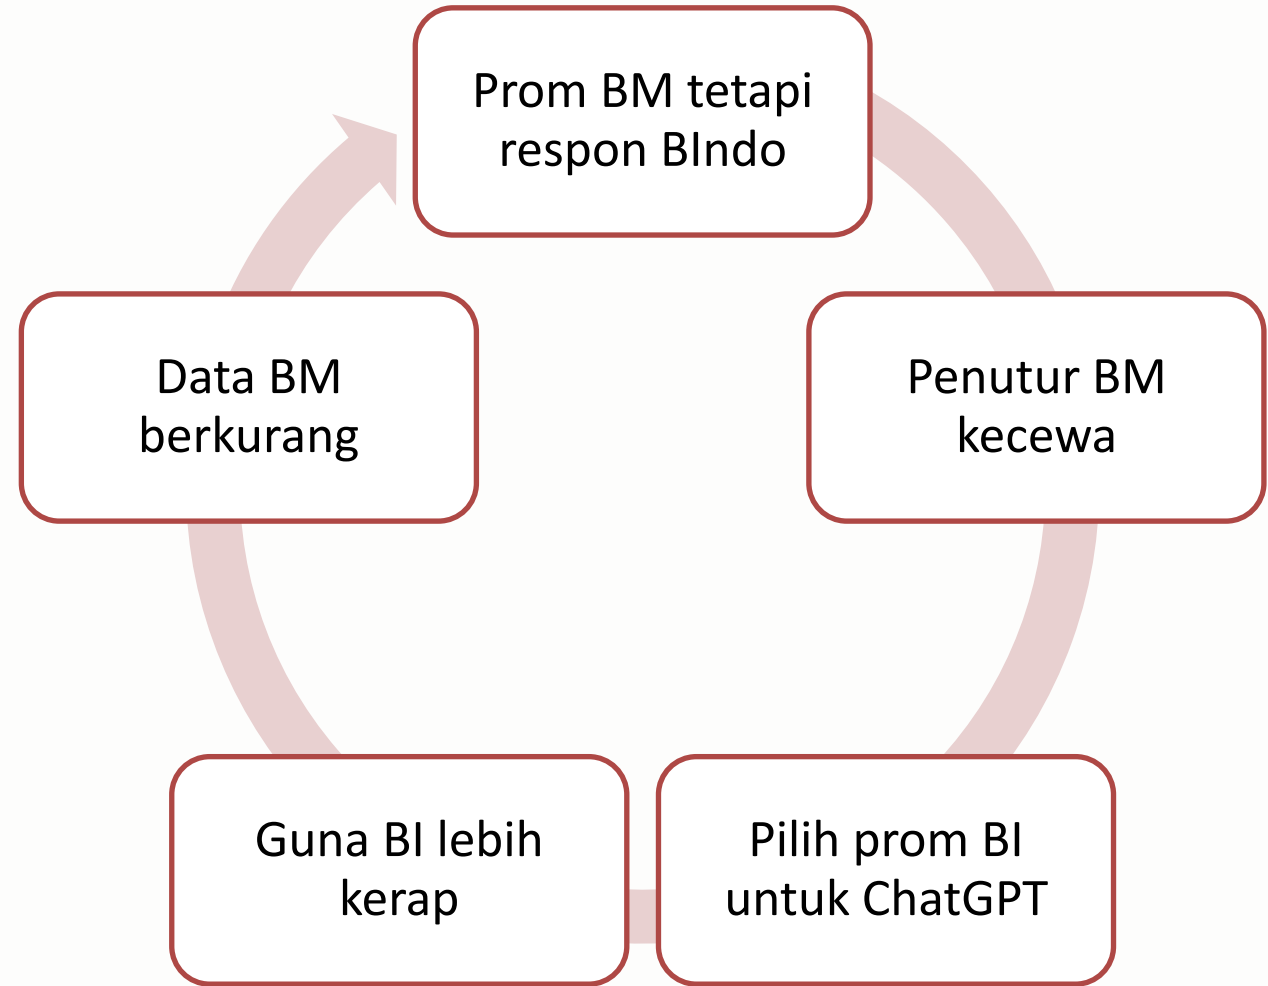 Prom BM tetapi
respon BIndo
Penutur BM
kecewa
Pilih prom BI
untuk ChatGPT
Guna BI lebih
kerap
Data BM
berkurang